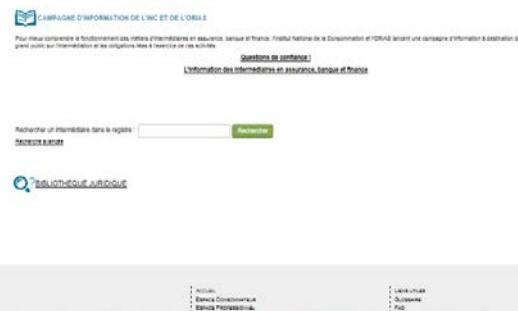 CAMPAGNE D'INFORMATION DE L'INC ET DE L'ORIAS
Pour mieux comprendre le fonctionnement des métiers d'intermédiaires en assurance, banque et finance, l'Institut National de la Consommation et l'ORIAS lancent une campagne d'information à destination d
grand public sur l'intermédiation et les obligations liées à l'exercice de ces activités.
Questions de confiance !
L'information des intermédiaires en assurance, banque et finance
Rechercher un intermédiaire dans le registre : Rechercher
Recherche avancée
BIBLIOTHEQUE JURIDIQUE
ACCUEIL
LIENS UTILES
ESPACE CONSOMMATEUR
GLOSSAIRE
ESPACE PROFESSIONNEL
FAQ